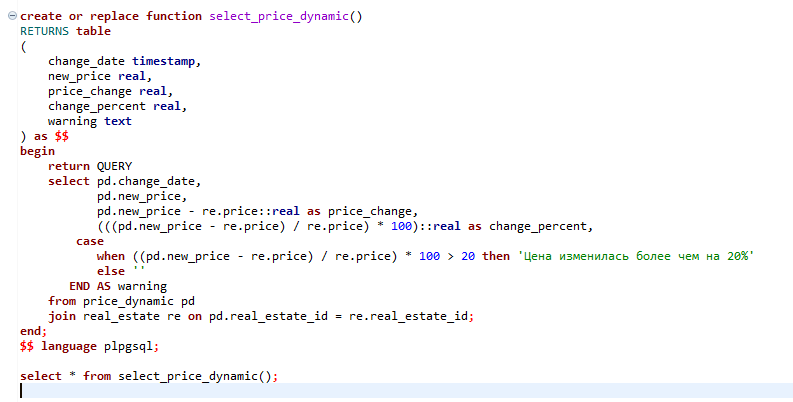 create or replace function select_price_dynamic()
RETURNS table
(
    change_date timestamp,
    new_price real,
    price_change real,
    change_percent real,
    warning text
) as $$
begin
    return QUERY
    select pd.change_date,
           pd.new_price,
           pd.new_price - re.price::real as price_change,
           (((pd.new_price - re.price) / re.price) * 100)::real as change_percent,
        case
           when ((pd.new_price - re.price) / re.price) * 100 > 20 then 'Цена изменилась более чем на 20%'
           else ''
       END AS warning
    from price_dynamic pd
    join real_estate re on pd.real_estate_id = re.real_estate_id;
end;
$$ language plpgsql;

select * from select_price_dynamic();